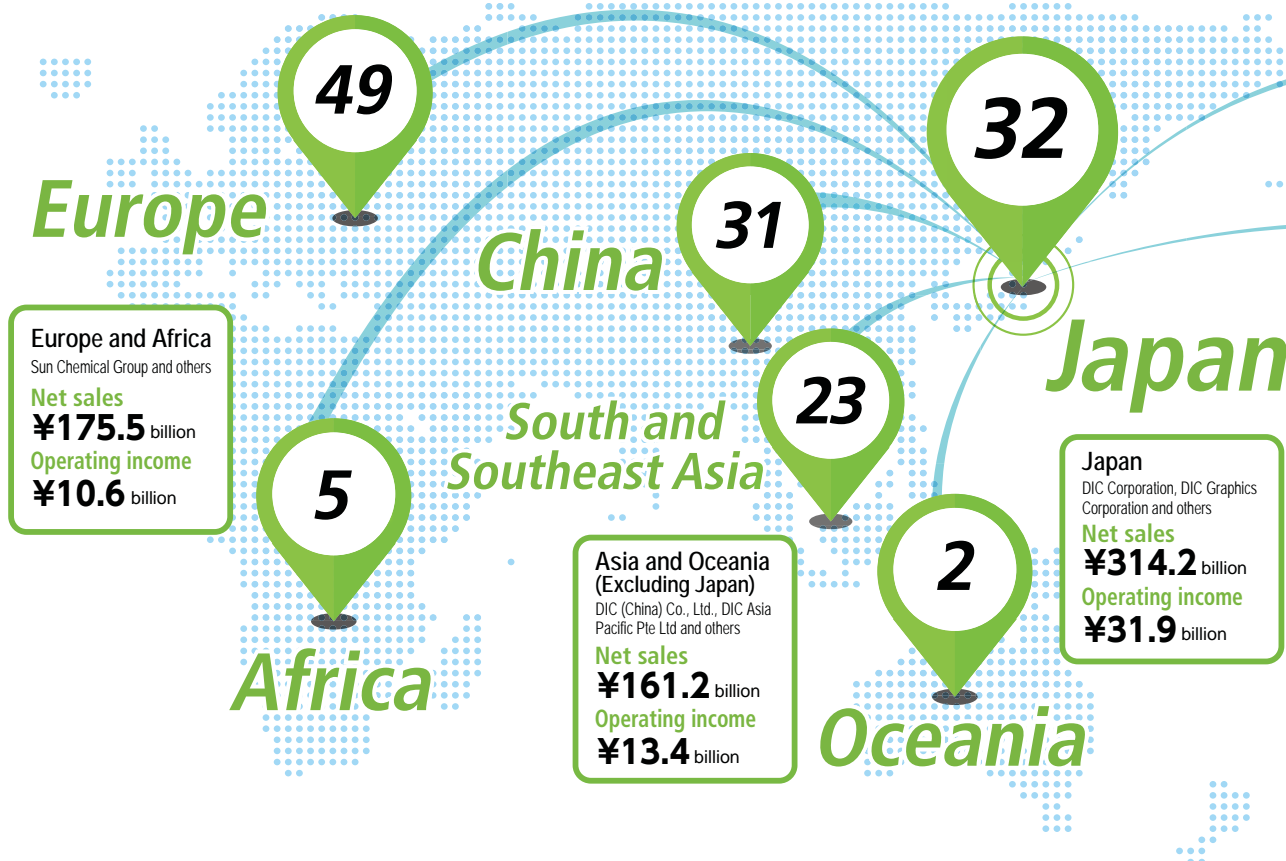 49
Europe
Europe and Africa
Sun Chemical Group and others
Net sales
¥175.5 billion
Operating income
¥10.6 billion
5
Africa
31
China
23
South and
Southeast Asia
Asia and Oceania
(Excluding Japan)
DIC (China) Co., Ltd., DIC Asia
Pacific Pte Ltd and others
Net sales
¥161.2 billion
Operating income
¥13.4 billion
2
Oceania
32
Japan
Japan
DIC Corporation, DIC Graphics
Corporation and others
Net sales
¥314.2 billion
Operating income
¥31.9 billion